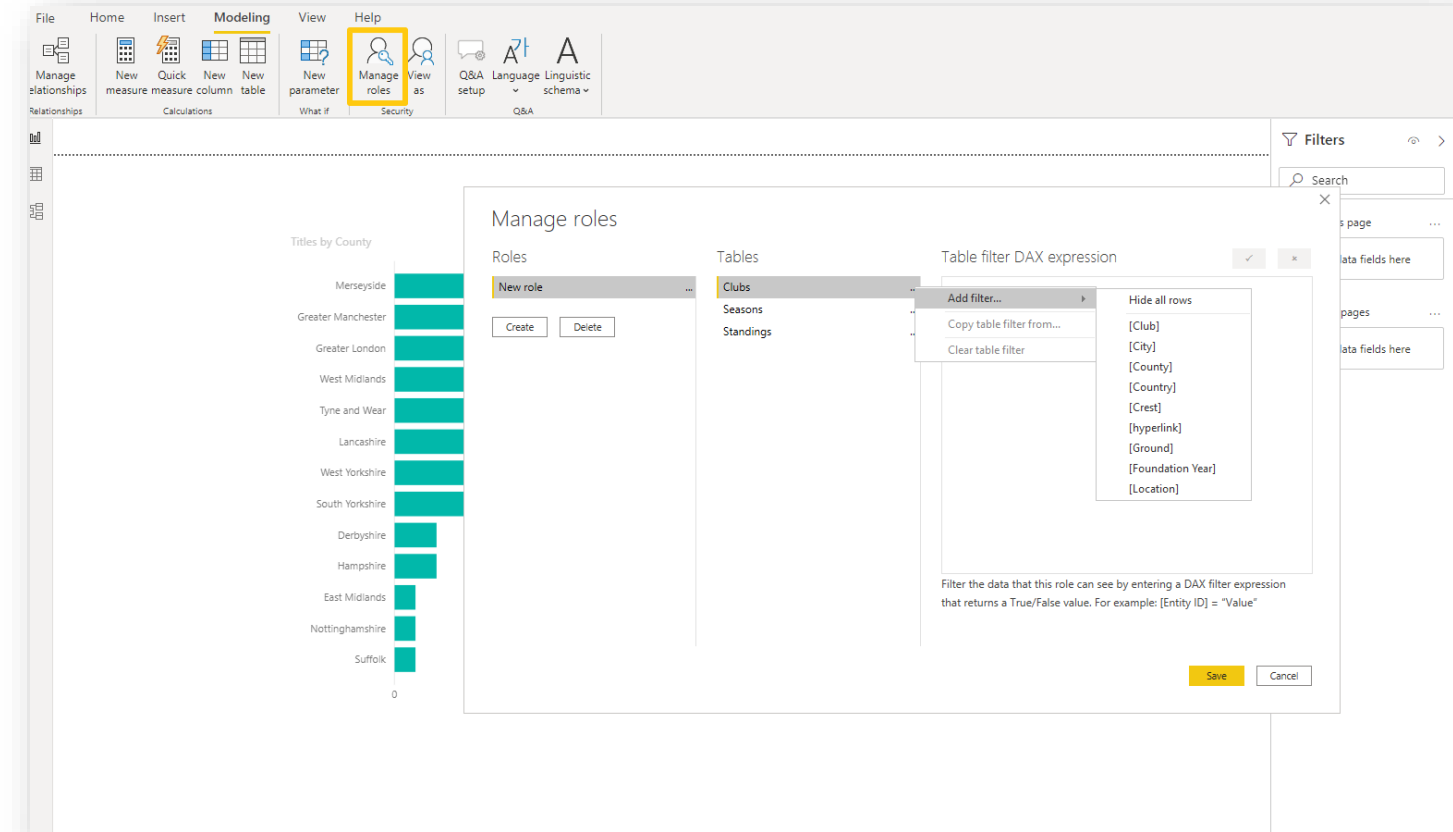 File Home Insert Modeling View Help
Manage
elationships
New
measure
Quick
measure
New
column
New
table
New
parameter
Manage
roles
View
as
Q&A
setup
Language
Linguistic
schema
Relationships
Calculations
What if
Security
Q&A
Filters
Search
s page
...
lata fields here
pages
...
lata fields here
Titles by County
Merseyside
Greater Manchester
Greater London
West Midlands
Tyne and Wear
Lancashire
West Yorkshire
South Yorkshire
Derbyshire
Hampshire
East Midlands
Nottinghamshire
Suffolk
0
Manage roles
Roles
New role ...
Create Delete
Tables
Clubs ..
Seasons ..
Standings ..
Table filter DAX expression
Add filter...
Copy table filter from...
Clear table filter
Hide all rows
[Club]
[City]
[County]
[Country]
[Crest]
[hyperlink]
[Ground]
[Foundation Year]
[Location]
Filter the data that this role can see by entering a DAX filter expression
that returns a True/False value. For example: [Entity ID] = “Value”
Save Cancel